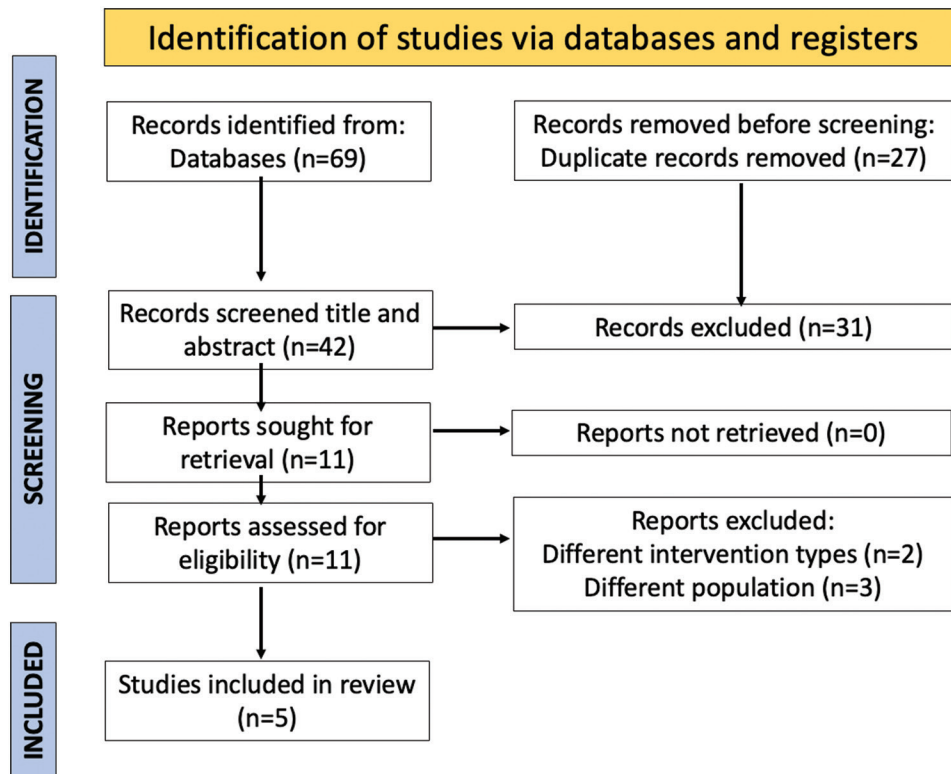 Identification of studies via databases and registers
IDENTIFICATION
Records identified from:
Databases (n=69)
Records removed before screening:
Duplicate records removed (n=27)
SCREENING
Records screened title and
abstract (n=42)
Records excluded (n=31)
Reports sought for
retrieval (n=11)
Reports not retrieved (n=0)
Reports assessed for
eligibility (n=11)
Reports excluded:
Different intervention types (n=2)
Different population (n=3)
INCLUDED
Studies included in review
(n=5)